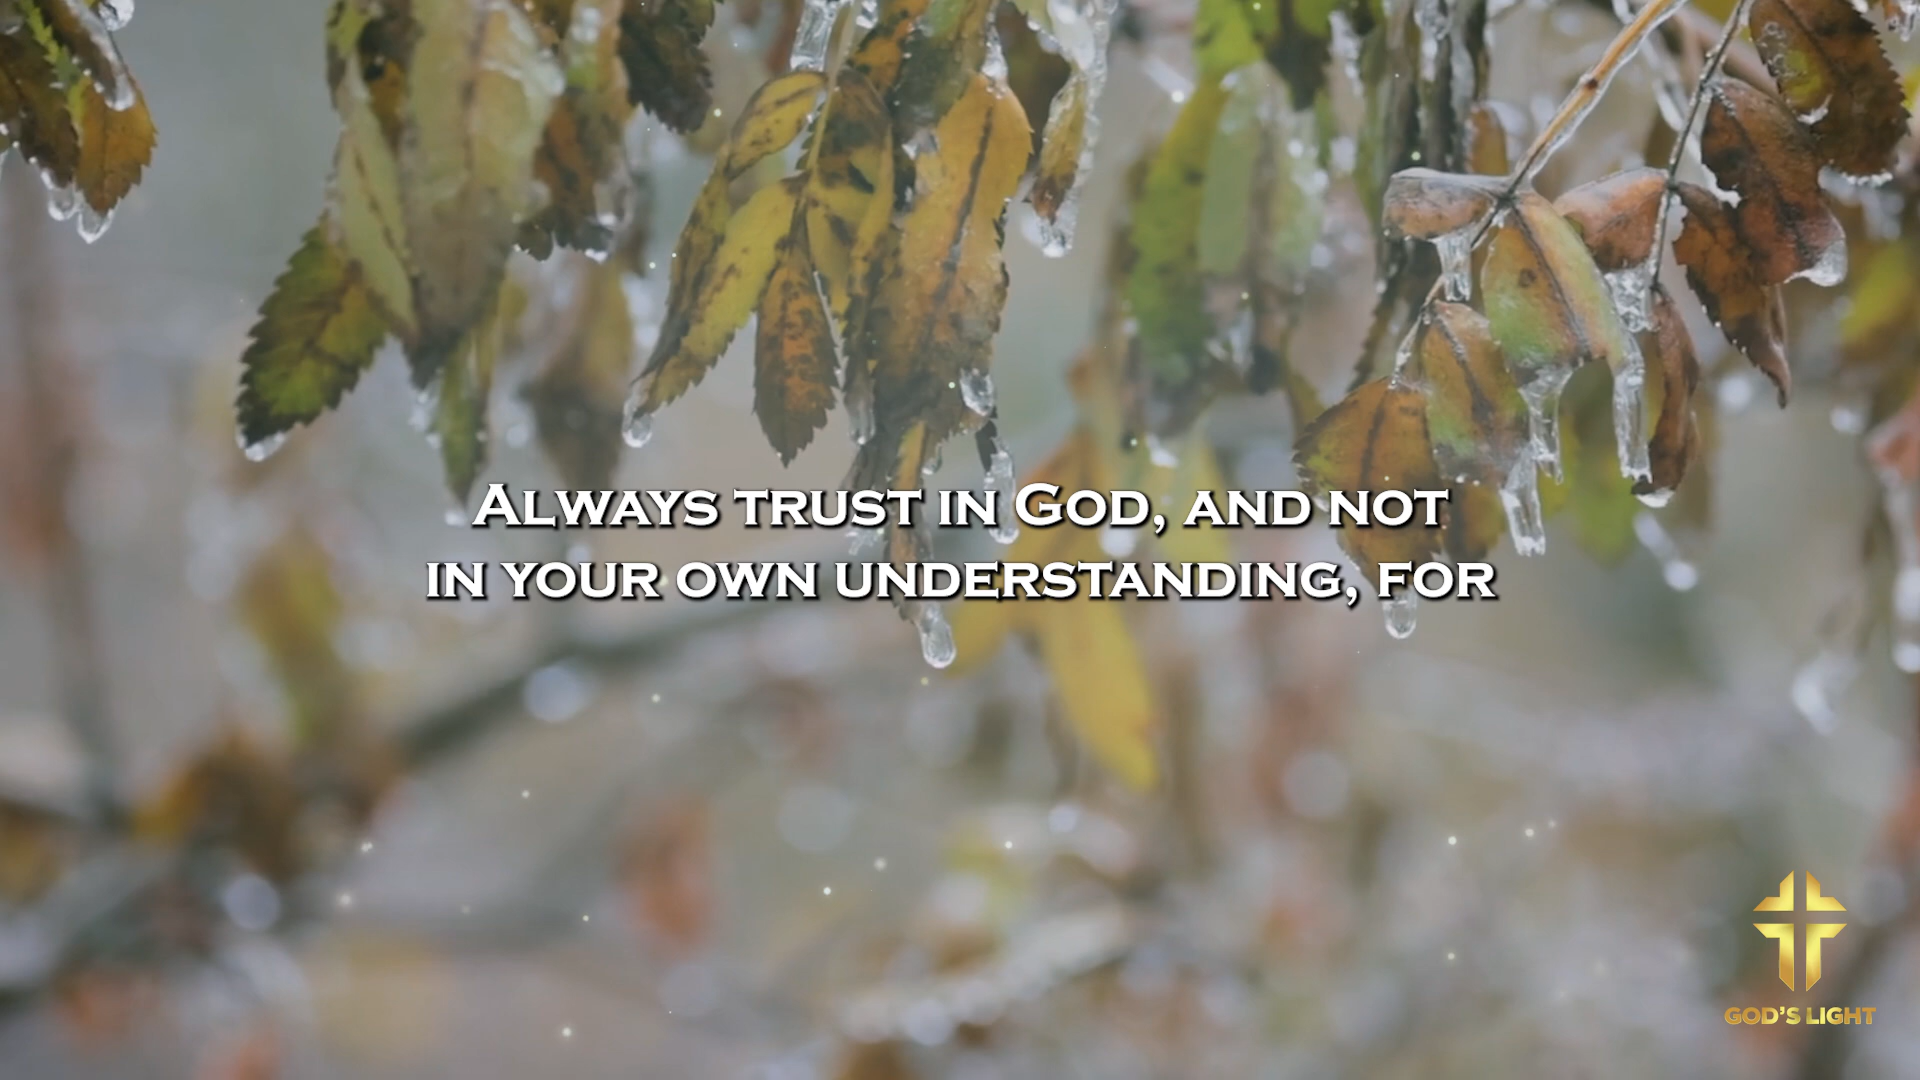 Always trust in God, and not
in your own understanding, for
GOD'S LIGHT